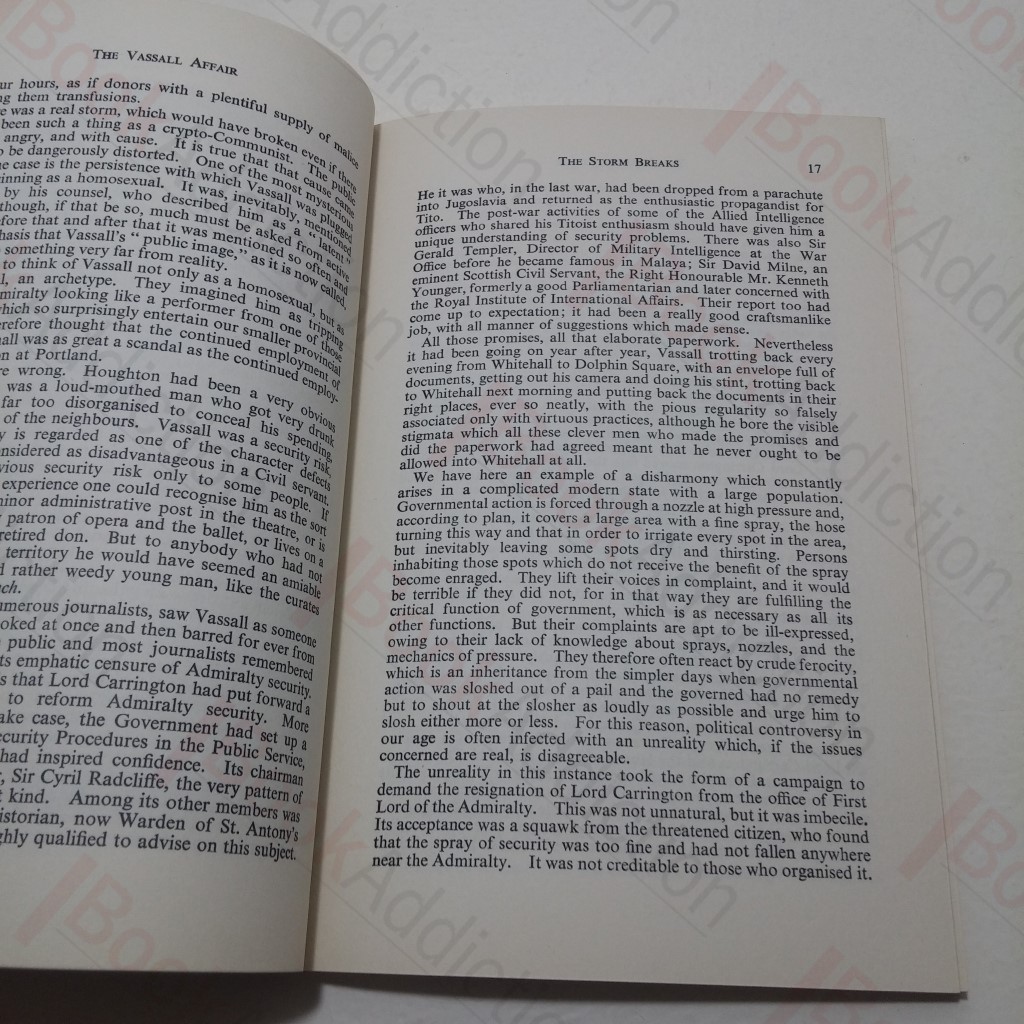 THE VASSALL AFFAIR
ur hours, as if donors with a plentiful supply of malice
ng them transfusions.
e was a real storm, which would have broken even if there
been such a thing as a crypto-Communist. The public
angry, and with cause. It is true that that cause came
o be dangerously distorted. One of the most mysterious
he case is the persistence with which Vassall was plugged
inning as a homosexual. It was, inevitably, mentioned
by his counsel, who described him as a " latent "
though, if that be so, much must be asked from active
efore that and after that it was mentioned so often and
hasis that Vassall's " public image," as it is now called,
something very far from reality.
to think of Vassall not only as a homosexual, but as
l, an archetype. They imagined him as tripping
miralty looking like a performer from one of those
which so surprisingly entertain our smaller provincial
erefore thought that the continued employment of
all was as great a scandal as the continued employ-
n at Portland.
re wrong. Houghton had been a very obvious
was a loud-mouthed man who got very drunk
far too disorganised to conceal his spending,
of the neighbours. Vassall was a security risk,
y is regarded as one of the character defects
onsidered as disadvantageous in a Civil servant.
vious security risk only to some people. If
experience one could recognise him as the sort
minor administrative post in the theatre, or is
patron of opera and the ballet, or lives on a
retired don. But to anybody who had not
territory he would have seemed an amiable
d rather weedy young man, like the curates
uch.
umerous journalists, saw Vassall as someone
ooked at once and then barred for ever from
public and most journalists remembered
ts emphatic censure of Admiralty security.
s that Lord Carrington had put forward a
to reform Admiralty security. More
ake case, the Government had set up a
ecurity Procedures in the Public Service,
had inspired confidence. Its chairman
, Sir Cyril Radcliffe, the very pattern of
t kind. Among its other members was
istorian, now Warden of St. Antony's
ghly qualified to advise on this subject.
THE STORM BREAKS 17
He it was who, in the last war, had been dropped from a parachute
into Jugoslavia and returned as the enthusiastic propagandist for
Tito. The post-war activities of some of the Allied Intelligence
officers who shared his Titoist enthusiasm should have given him a
unique understanding of security problems. There was also Sir
Gerald Templer, Director of Military Intelligence at the War
Office before he became famous in Malaya; Sir David Milne, an
eminent Scottish Civil Servant, the Right Honourable Mr. Kenneth
Younger, formerly a good Parliamentarian and later concerned with
the Royal Institute of International Affairs. Their report too had
come up to expectation; it had been a really good craftsmanlike
job, with all manner of suggestions which made sense.
All those promises, all that elaborate paperwork. Nevertheless
it had been going on year after year, Vassall trotting back every
evening from Whitehall to Dolphin Square, with an envelope full of
documents, getting out his camera and doing his stint, trotting back
to Whitehall next morning and putting back the documents in their
right places, ever so neatly, with the pious regularity so falsely
associated only with virtuous practices, although he bore the visible
stigmata which all these clever men who made the promises and
did the paperwork had agreed meant that he never ought to be
allowed into Whitehall at all.
We have here an example of a disharmony which constantly
arises in a complicated modern state with a large population.
Governmental action is forced through a nozzle at high pressure and,
according to plan, it covers a large area with a fine spray, the hose
turning this way and that in order to irrigate every spot in the area,
but inevitably leaving some spots dry and thirsting. Persons
inhabiting those spots which do not receive the benefit of the spray
become enraged. They lift their voices in complaint, and it would
be terrible if they did not, for in that way they are fulfilling the
critical function of government, which is as necessary as all its
other functions. But their complaints are apt to be ill-expressed,
owing to their lack of knowledge about sprays, nozzles, and the
mechanics of pressure. They therefore often react by crude ferocity,
which is an inheritance from the simpler days when governmental
action was sloshed out of a pail and the governed had no remedy
but to shout at the slosher as loudly as possible and urge him to
slosh either more or less. For this reason, political controversy in
our age is often infected with an unreality which, if the issues
concerned are real, is disagreeable.
The unreality in this instance took the form of a campaign to
demand the resignation of Lord Carrington from the office of First
Lord of the Admiralty. This was not unnatural, but it was imbecile.
Its acceptance was a squawk from the threatened citizen, who found
that the spray of security was too fine and had not fallen anywhere
near the Admiralty. It was not creditable to those who organised it.